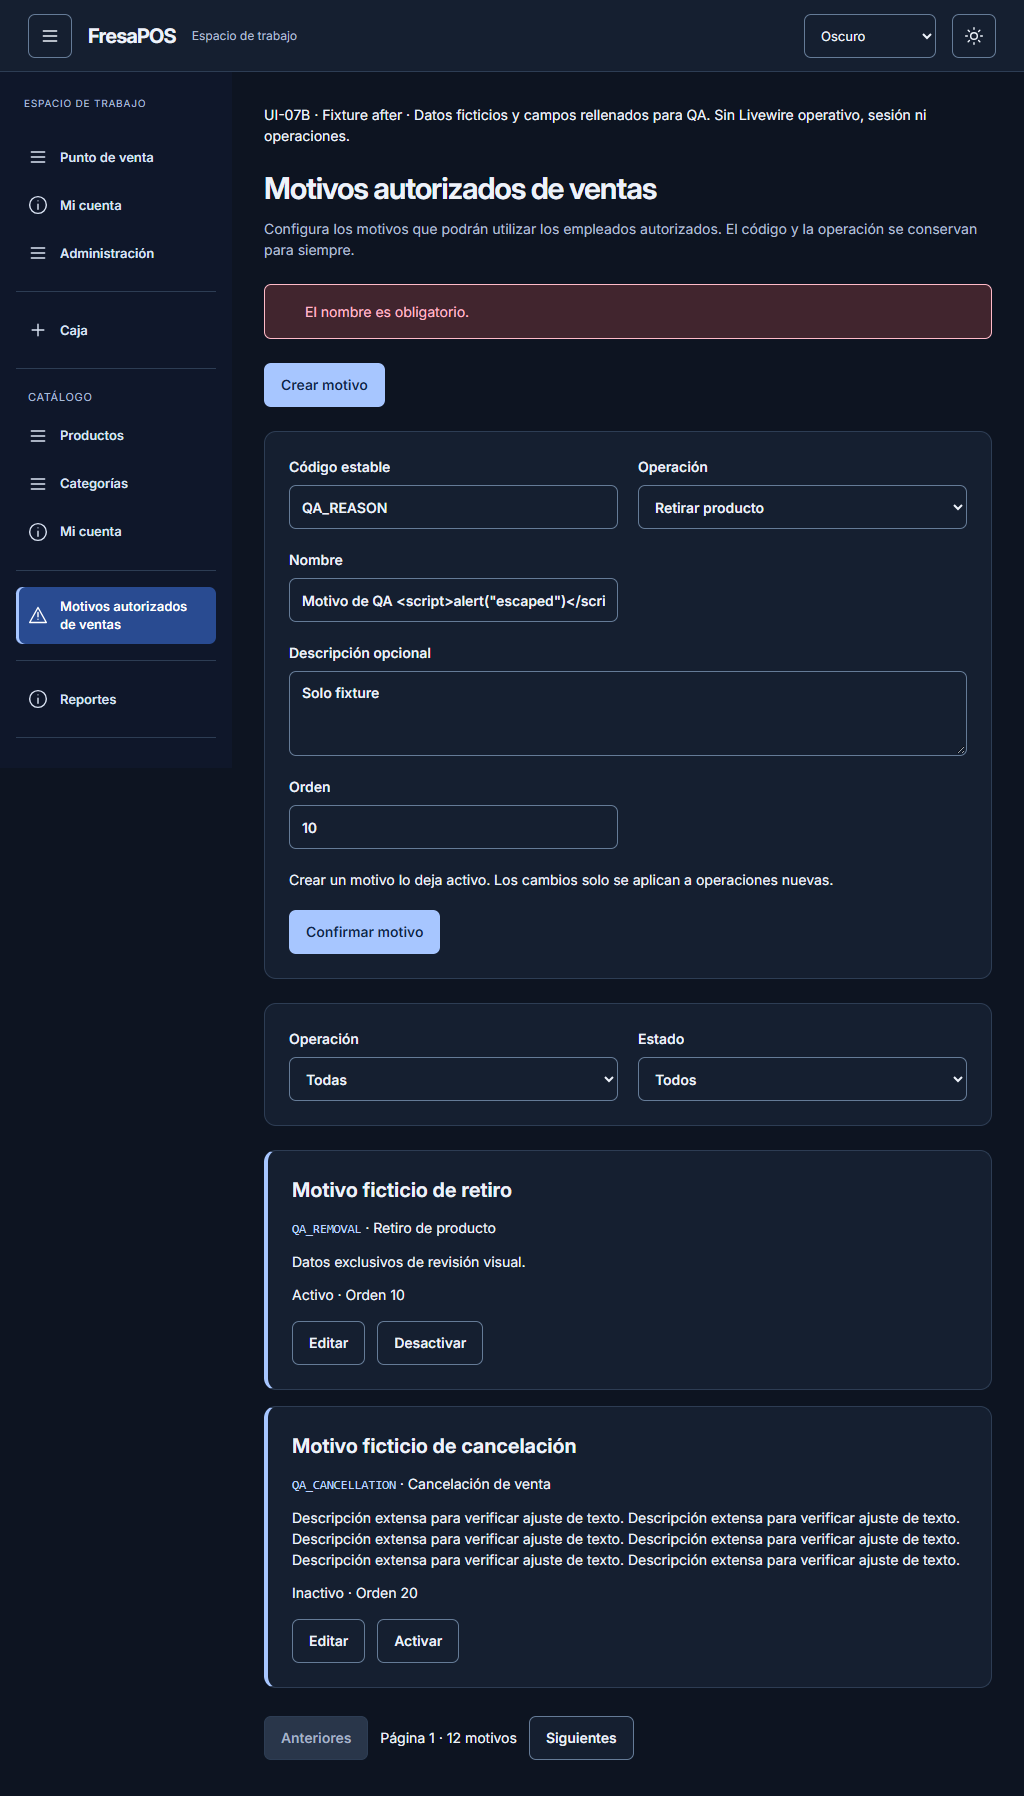 FresaPOS
Espacio de trabajo
Oscuro
ESPACIO DE TRABAJO
Punto de venta
Mi cuenta
Administración
Caja
CATÁLOGO
Productos
Categorías
Mi cuenta
Motivos autorizados
de ventas
Reportes
UI-07B · Fixture after · Datos ficticios y campos rellenados para QA. Sin Livewire operativo, sesión ni
operaciones.
Motivos autorizados de ventas
Configura los motivos que podrán utilizar los empleados autorizados. El código y la operación se conservan
para siempre.
El nombre es obligatorio.
Crear motivo
Código estable
Operación
QA_REASON
Retirar producto
Nombre
Motivo de QA <script>alert("escaped")</scri
Descripción opcional
Solo fixture
Orden
10
Crear un motivo lo deja activo. Los cambios solo se aplican a operaciones nuevas.
Confirmar motivo
Operación
Estado
Todas
Todos
Motivo ficticio de retiro
QA_REMOVAL · Retiro de producto
Datos exclusivos de revisión visual.
Activo · Orden 10
Editar
Desactivar
Motivo ficticio de cancelación
QA_CANCELLATION · Cancelación de venta
Descripción extensa para verificar ajuste de texto. Descripción extensa para verificar ajuste de texto.
Descripción extensa para verificar ajuste de texto. Descripción extensa para verificar ajuste de texto.
Descripción extensa para verificar ajuste de texto. Descripción extensa para verificar ajuste de texto.
Inactivo · Orden 20
Editar
Activar
Anteriores
Página 1 · 12 motivos
Siguientes